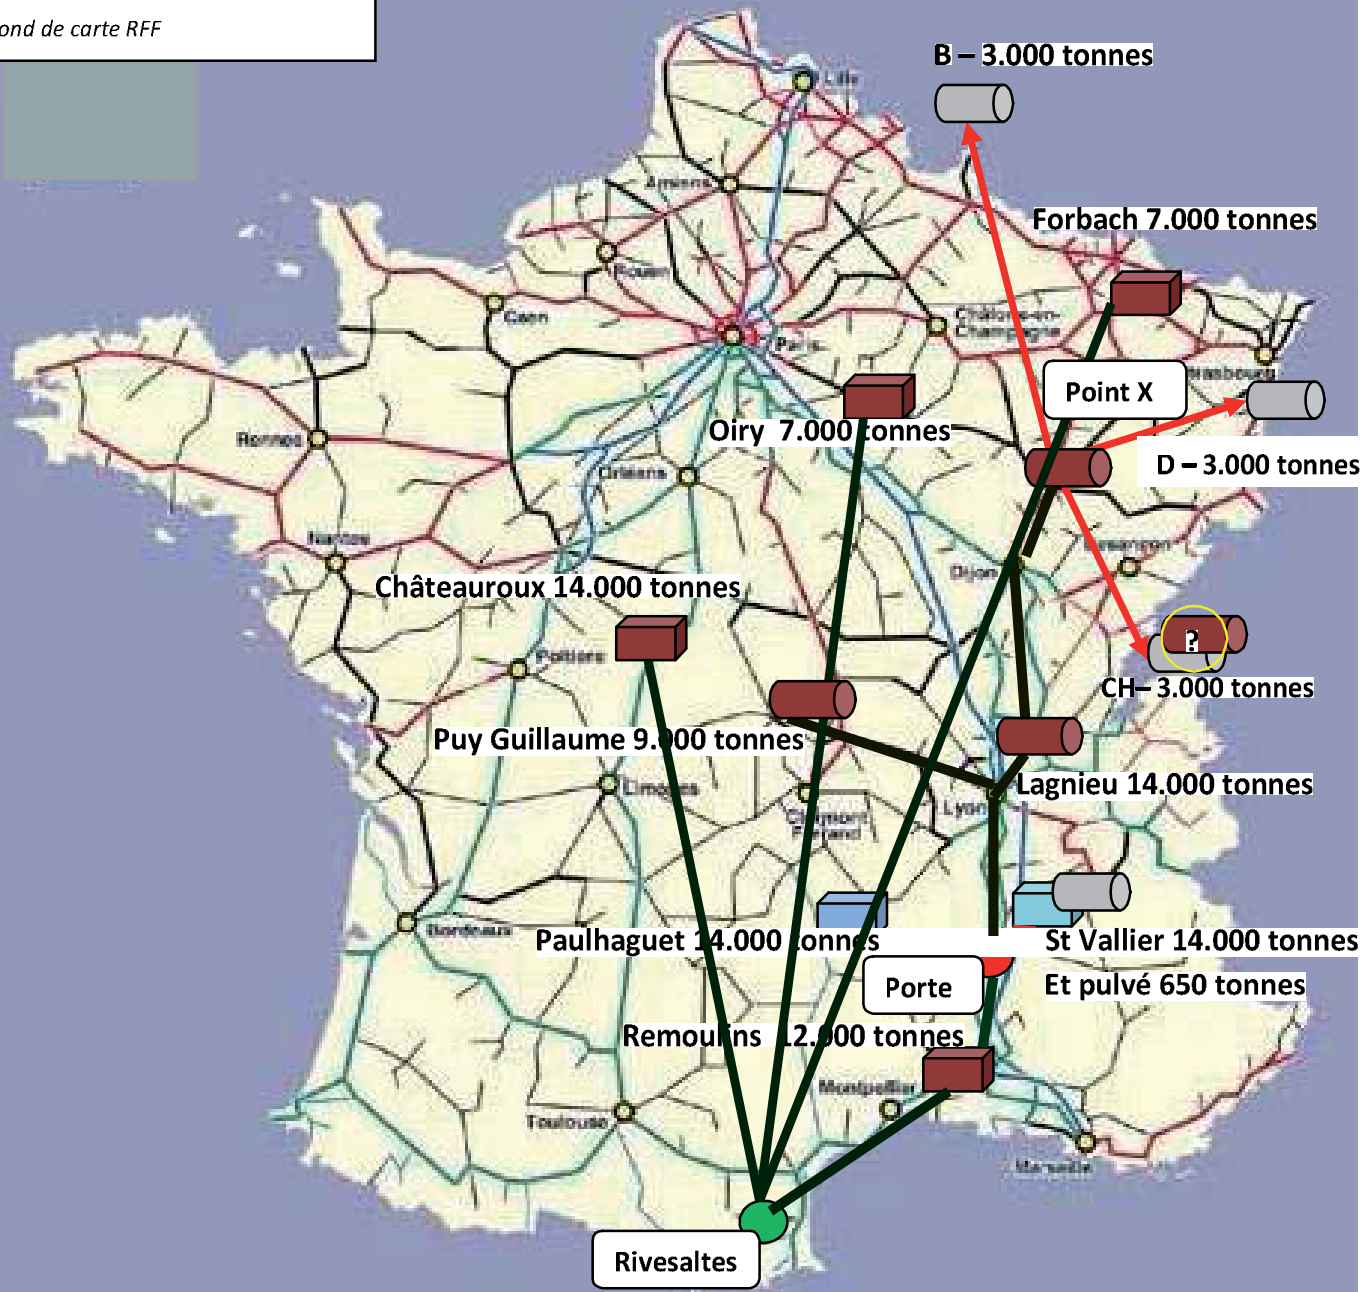 ond de carte RFF
B – 3.000 tonnes
Lille
Forbach 7.000 tonnes
Amiens
Rouen
Caen
Châlons-en-
Champagne
Paris
Strasbourg
Point X
Oiry 7.000 tonnes
Rennes
Orléans
D – 3.000 tonnes
Nantes
Besançon
Dijon
Châteauroux 14.000 tonnes
?
Poitiers
CH– 3.000 tonnes
Puy Guillaume 9.000 tonnes
Limoges
Lagnieu 14.000 tonnes
Lyon
Clermont
Ferrand
Bordeaux
Paulhaguet 14.000 tonnes
St Vallier 14.000 tonnes
Porte
Et pulvé 650 tonnes
Remoulins 12.000 tonnes
Montpellier
Toulouse
Marseille
Rivesaltes